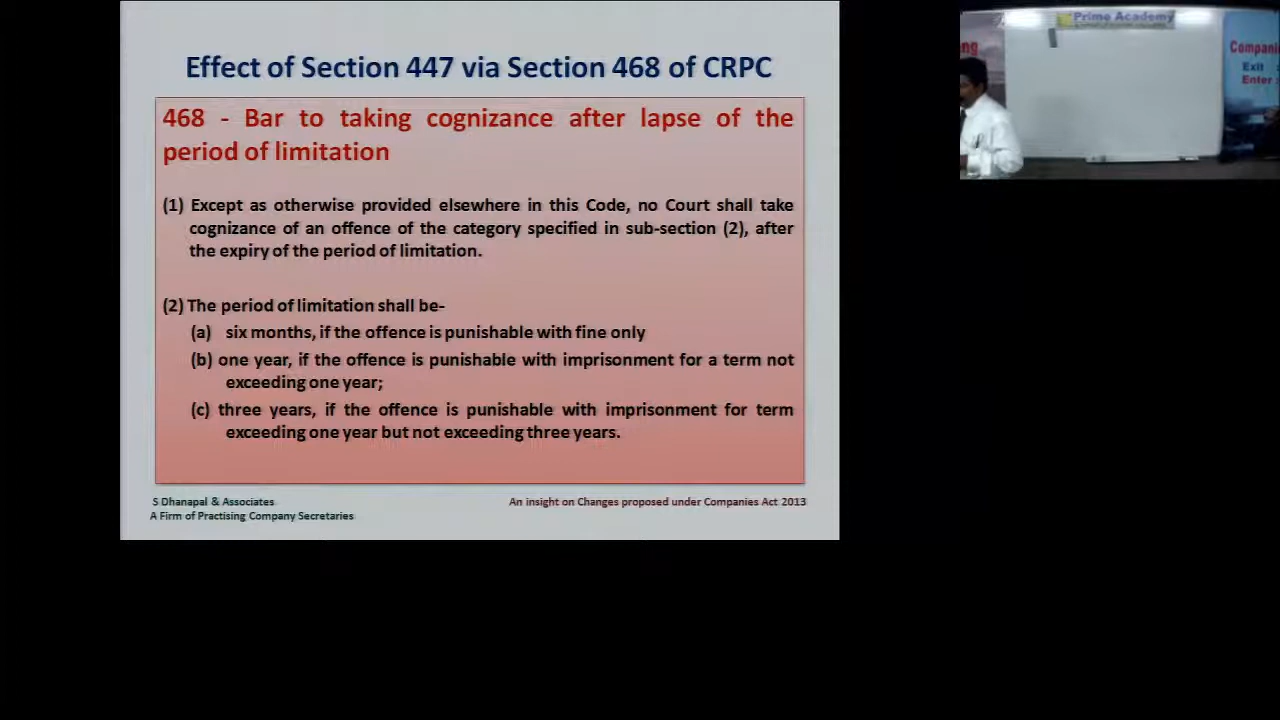 Effect of Section 447 via Section 468 of CRPC
468 - Bar to taking cognizance after lapse of the
period of limitation
(1) Except as otherwise provided elsewhere in this Code, no Court shall take
cognizance of an offence of the category specified in sub-section (2), after
the expiry of the period of limitation.
(2) The period of limitation shall be-
(a) six months, if the offence is punishable with fine only
(b) one year, if the offence is punishable with imprisonment for a term not
exceeding one year;
(c) three years, if the offence is punishable with imprisonment for term
exceeding one year but not exceeding three years.
S Dhanapal & Associates
A Firm of Practising Company Secretaries
An insight on Changes proposed under Companies Act 2013
Prime Academy
ng
Compani
Exit :
Enter :